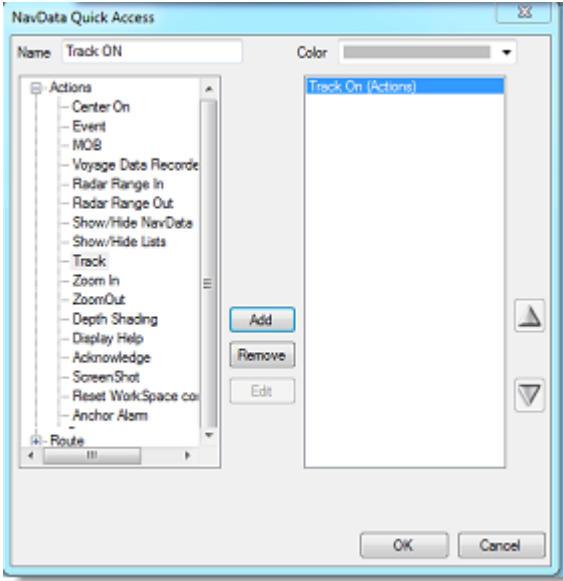 NavData Quick Access
Name Track ON Color
Actions
Track On (Actions)
Center On
Event
MOB
Voyage Data Recorde
Radar Range In
Radar Range Out
Show/Hide NavData
Show/Hide Lists
Track
Zoom In
ZoomOut
Depth Shading
Display Help
Acknowledge
ScreenShot
Reset WorkSpace co
Anchor Alarm
Route
Add
Remove
Edit
OK Cancel